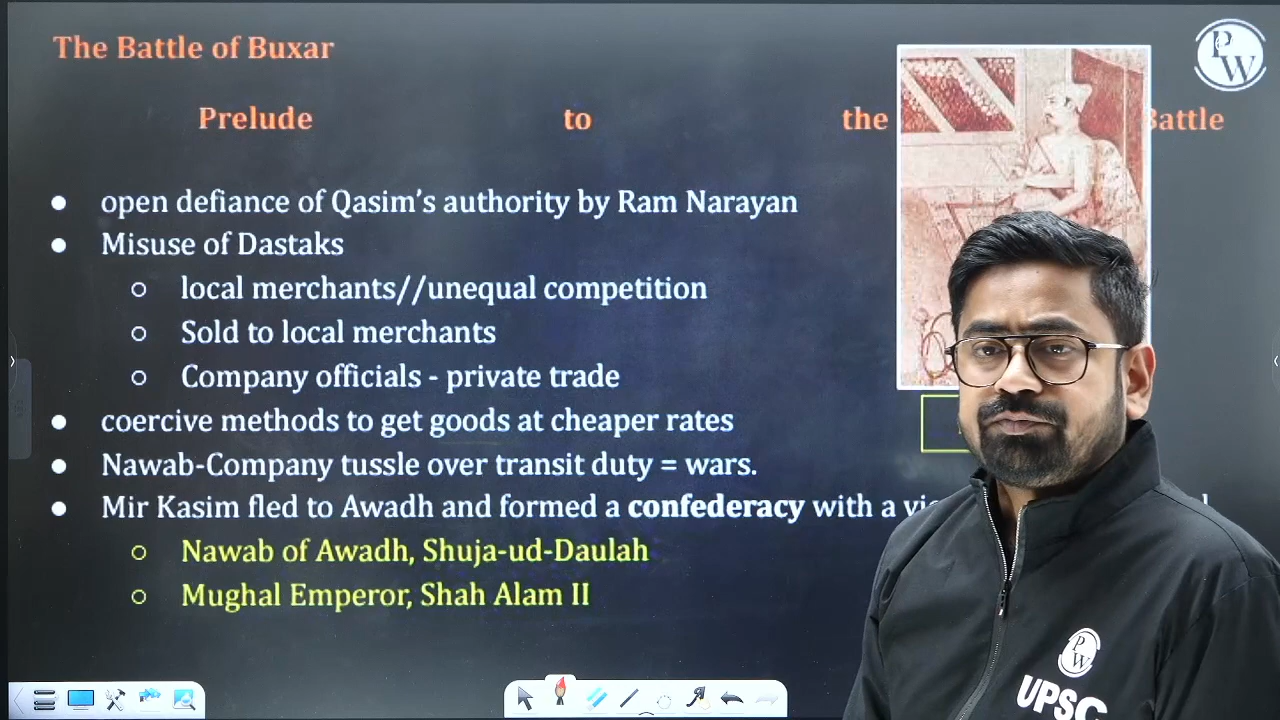 The Battle of Buxar
PW
Prelude to the Battle
● open defiance of Qasim’s authority by Ram Narayan
● Misuse of Dastaks
○ local merchants//unequal competition
○ Sold to local merchants
○ Company officials - private trade
● coercive methods to get goods at cheaper rates
● Nawab-Company tussle over transit duty = wars.
● Mir Kasim fled to Awadh and formed a confederacy with a
○ Nawab of Awadh, Shuja-ud-Daulah
○ Mughal Emperor, Shah Alam II
PW
UPSC